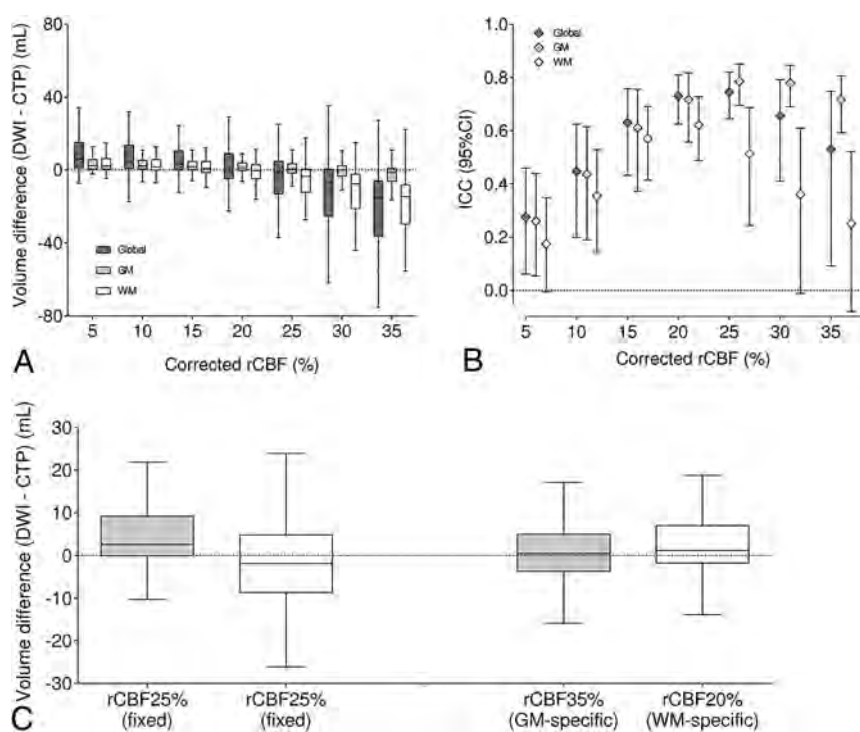 Volume difference (DWI - CTP) (mL)
80
40
0
-40
-80
Global
GM
WM
5 10 15 20 25 30 35
Corrected rCBF (%)
A
ICC (95%CI)
1.0
0.8
0.6
0.4
0.2
0.0
Global
GM
WM
5 10 15 20 25 30 35
Corrected rCBF (%)
B
Volume difference (DWI - CTP) (mL)
30
20
10
0
-10
-20
-30
rCBF25% rCBF25% rCBF35% rCBF20%
(fixed) (fixed) (GM-specific) (WM-specific)
C